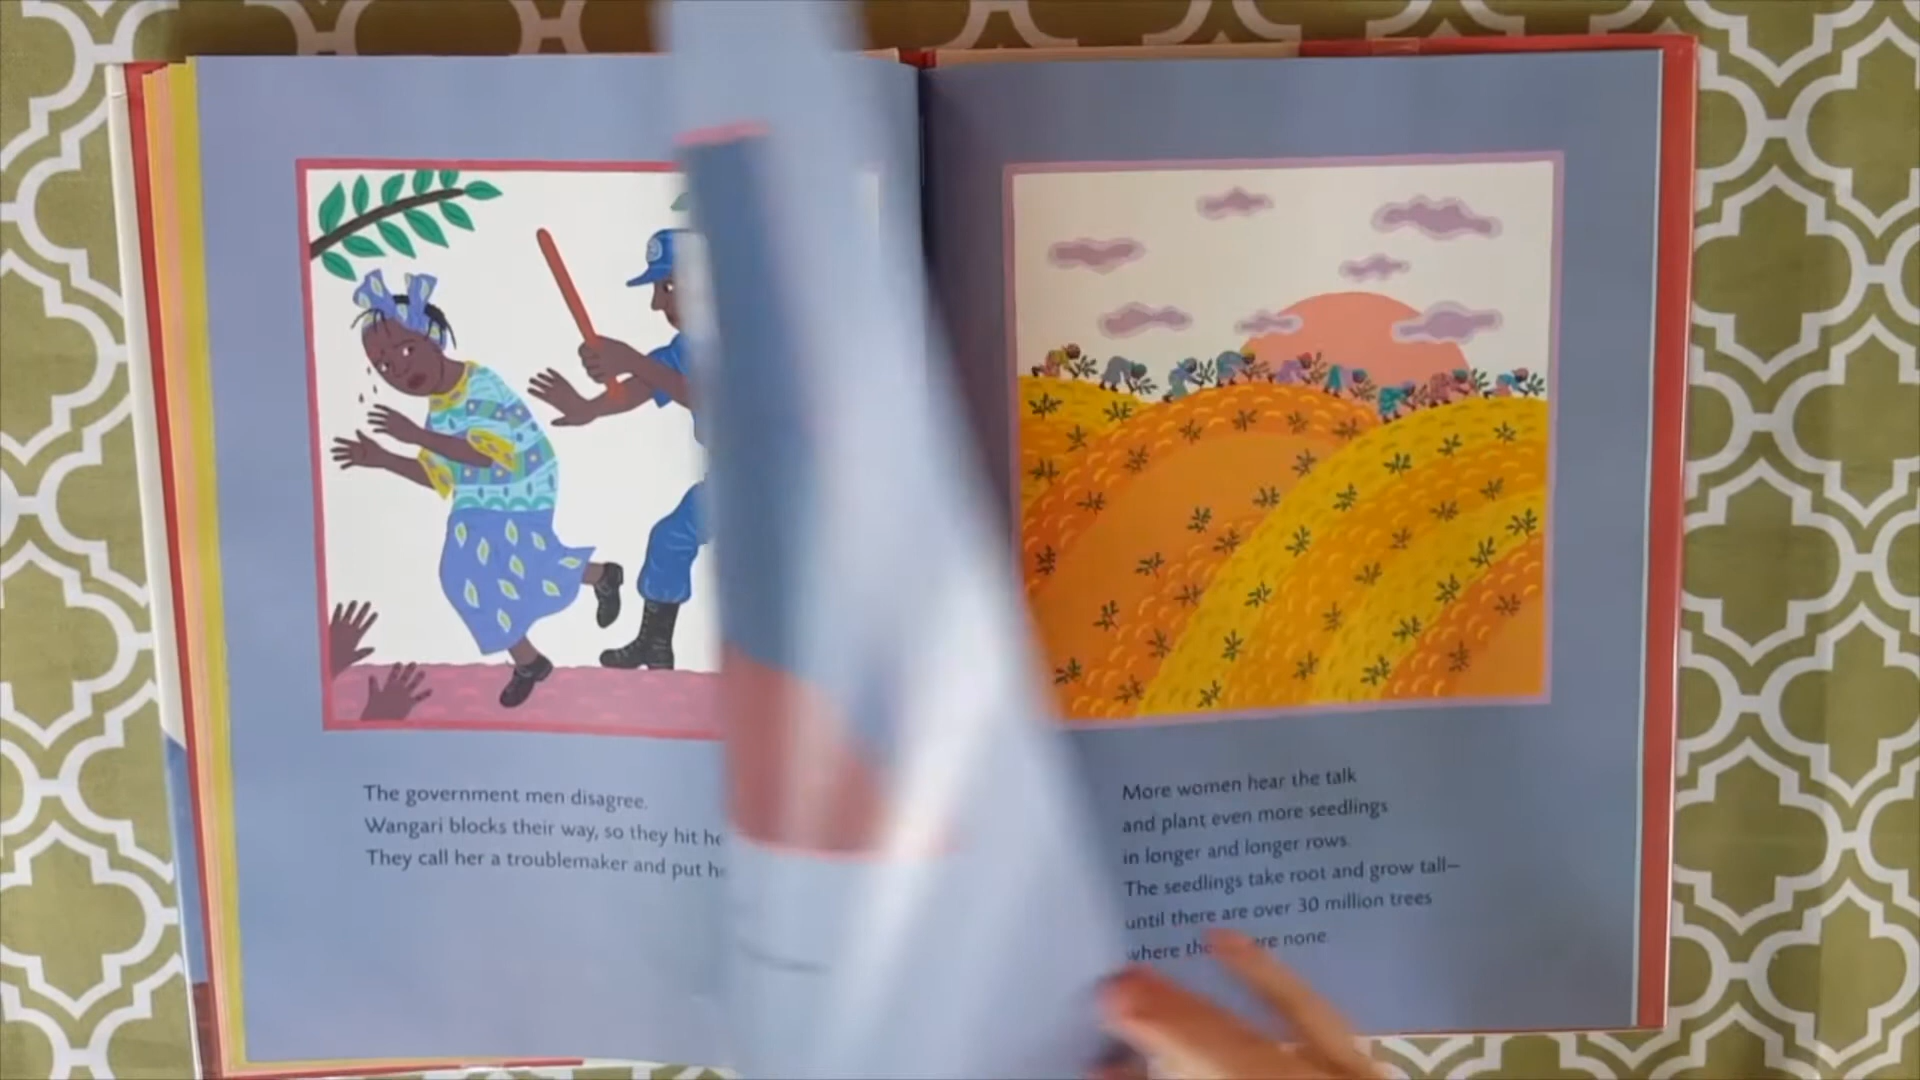 The government men disagree.
Wangari blocks their way, so they hit
They call her a troublemaker and put
More women hear the talk
and plant even more seedlings
in longer and longer rows.
The seedlings take root and grow tall—
until there are over 30 million trees
where none